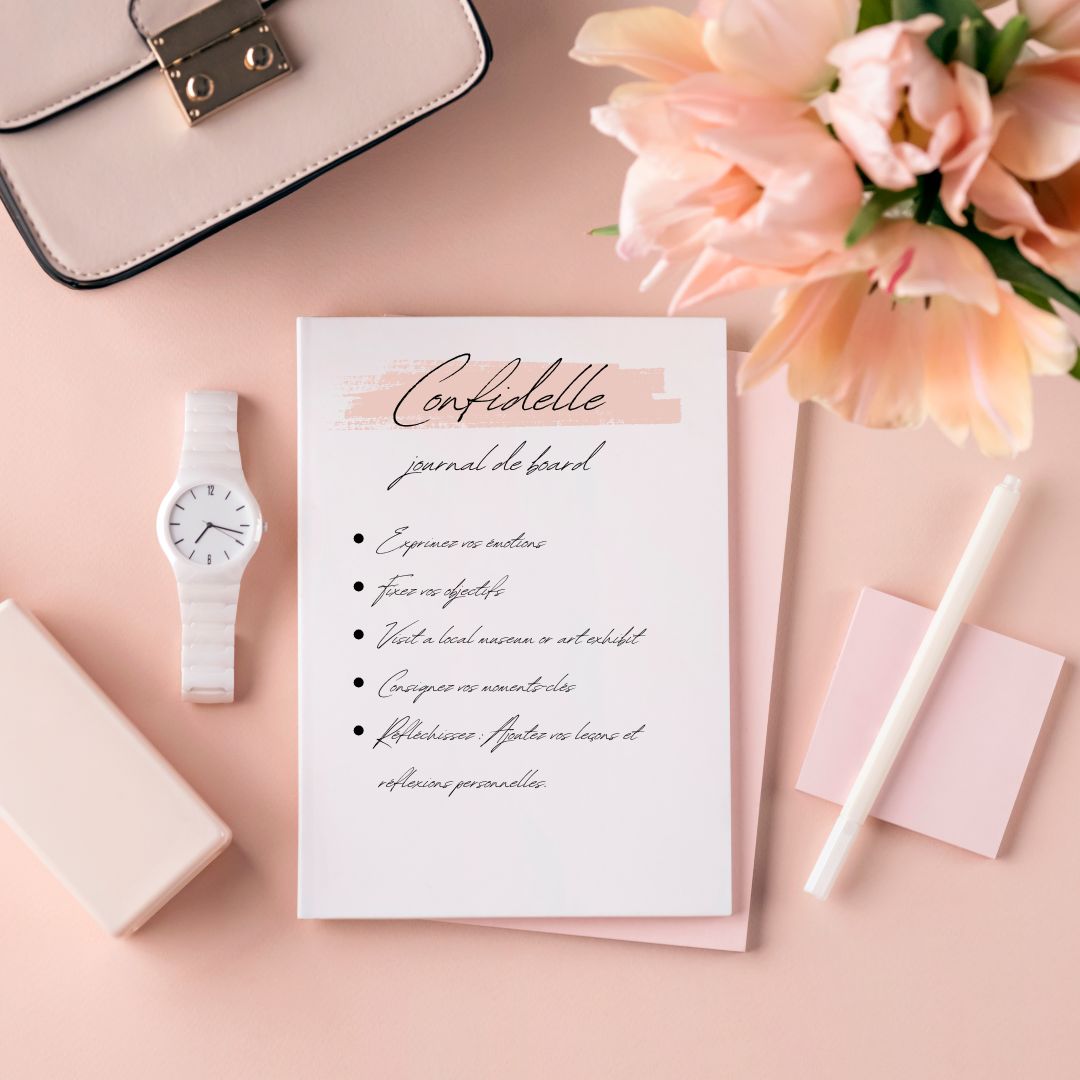 Confidelle
journal de board
Exprimez vos émotions
Fixez vos objectifs
Visit a local museum or art exhibit
Consignez vos moments-clés
Réfléchissez : Ajoutez vos leçons et
réflexions personnelles.
12